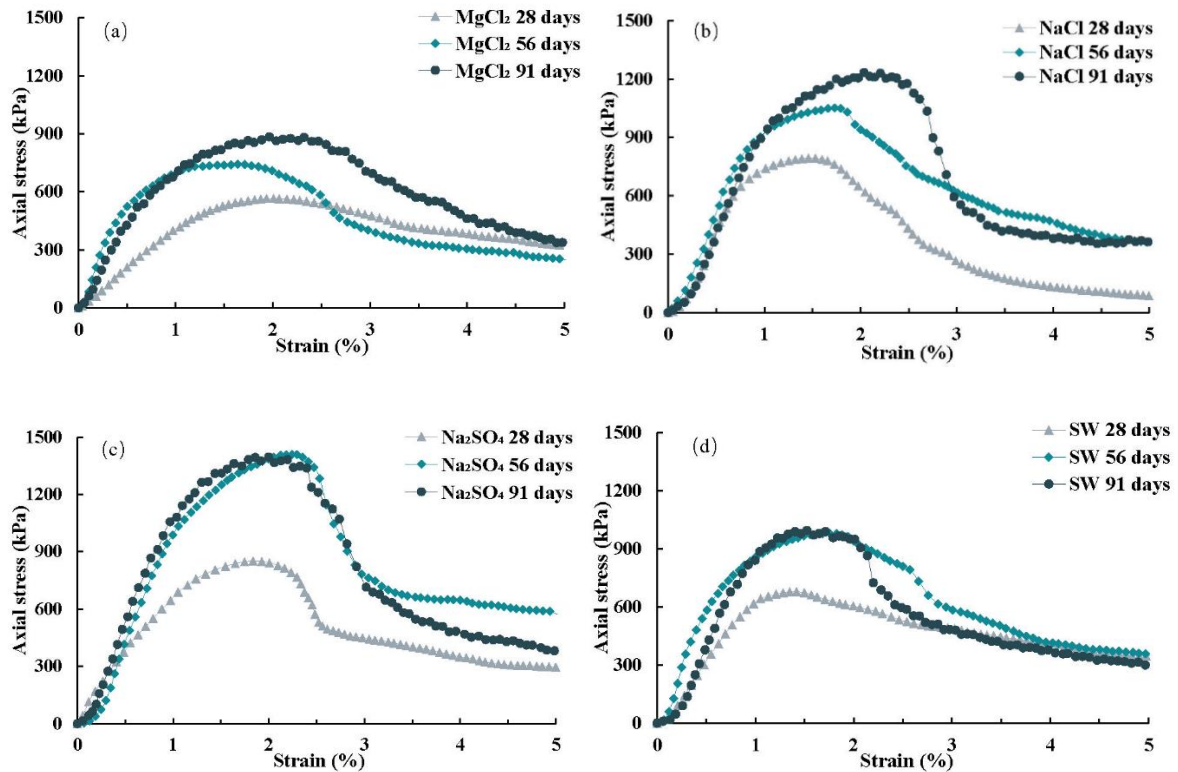 (a)
MgCl₂ 28 days
MgCl₂ 56 days
MgCl₂ 91 days
Axial stress (kPa)
1500
1200
900
600
300
0
0 1 2 3 4 5
Strain (%)
(b)
NaCl 28 days
NaCl 56 days
NaCl 91 days
Axial stress (kPa)
1500
1200
900
600
300
0
0 1 2 3 4 5
Strain (%)
(c)
Na₂SO₄ 28 days
Na₂SO₄ 56 days
Na₂SO₄ 91 days
Axial stress (kPa)
1500
1200
900
600
300
0
0 1 2 3 4 5
Strain (%)
(d)
SW 28 days
SW 56 days
SW 91 days
Axial stress (kPa)
1500
1200
900
600
300
0
0 1 2 3 4 5
Strain (%)